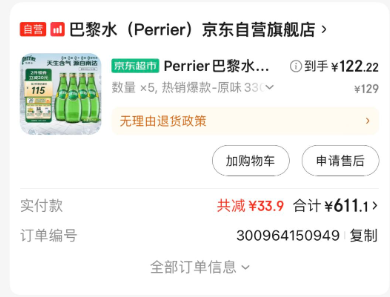 自营 巴黎水（Perrier）京东自营旗舰店 >
京东超市 Perrier巴黎水... 到手 ¥122.22
数量 ×5, 热销爆款-原味 330 ¥129
天生含气 源自南法
115
无理由退货政策 >
加购物车 申请售后
实付款 共减 ¥33.9 合计 ¥611.1 >
订单编号 300964150949 复制
全部订单信息